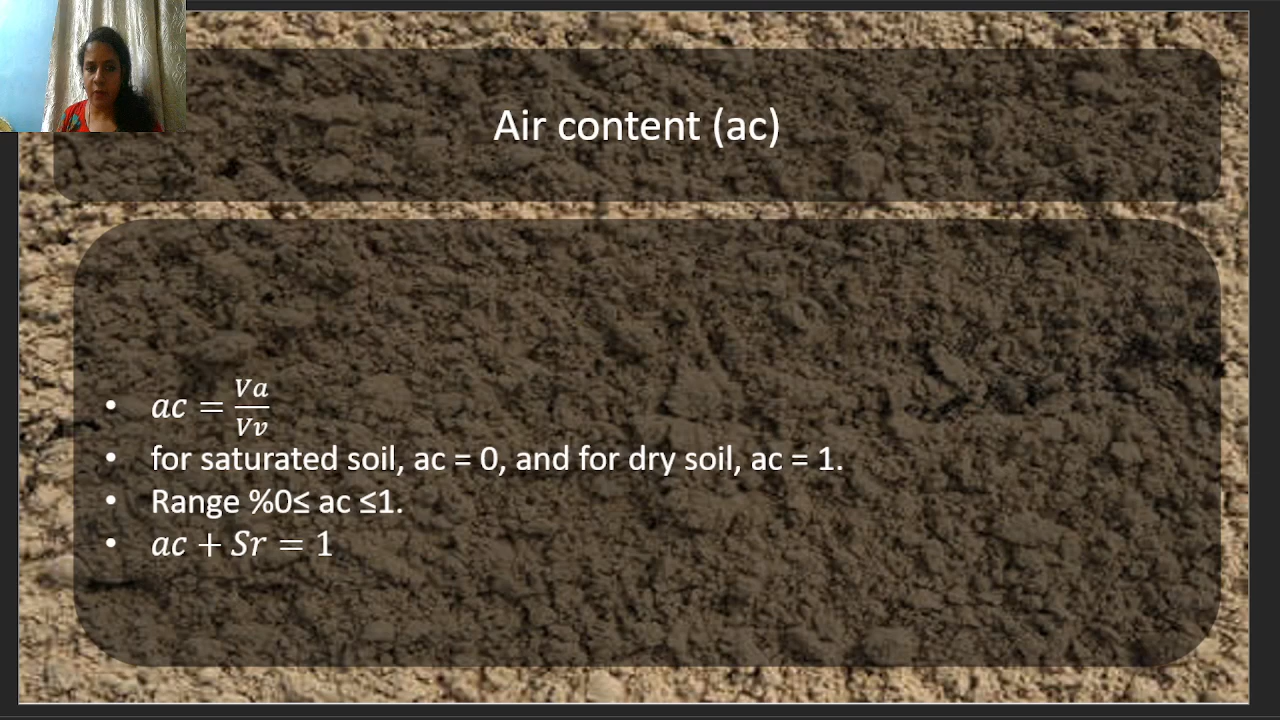 Air content (ac)
• ac = Va/Vv
• for saturated soil, ac = 0, and for dry soil, ac = 1.
• Range %0≤ ac ≤1.
• ac + Sr = 1